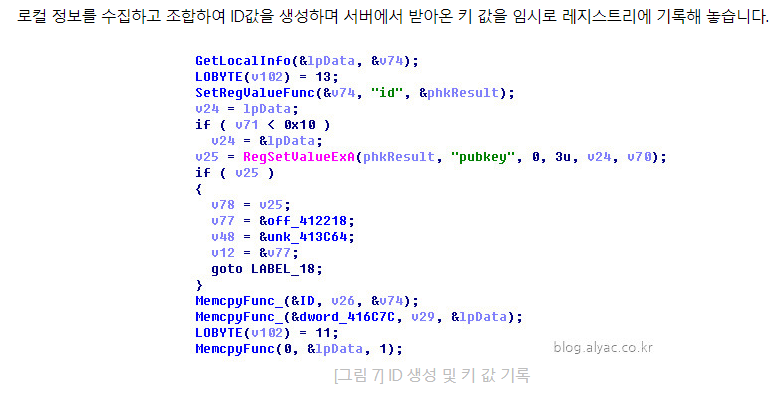 로컬 정보를 수집하고 조합하여 ID값을 생성하며 서버에서 받아온 키 값을 임시로 레지스트리에 기록해 놓습니다.
GetLocalInfo(&lpData, &v74);
LOBYTE(v102) = 13;
SetRegValueFunc(&v74, "id", &phkResult);
v24 = lpData;
if ( v71 < 0x10 )
  v24 = &lpData;
v25 = RegSetValueExA(phkResult, "pubkey", 0, 3u, v24, v70);
if ( v25 )
{
  v78 = v25;
  v77 = &off_412218;
  v48 = &unk_413C64;
  v12 = &v77;
  goto LABEL_18;
}
MemcpyFunc_(&ID, v26, &v74);
MemcpyFunc_(&dword_416C7C, v29, &lpData);
LOBYTE(v102) = 11;
MemcpyFunc(0, &lpData, 1);
blog.alyac.co.kr
[그림 7] ID 생성 및 키 값 기록